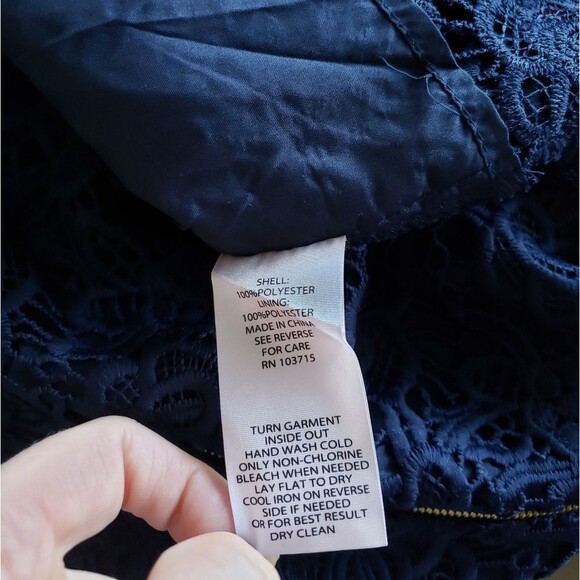 SHELL:
100%POLYESTER
LINING:
100%POLYESTER
MADE IN CHINA
SEE REVERSE
FOR CARE
RN 103715
TURN GARMENT
INSIDE OUT
HAND WASH COLD
ONLY NON-CHLORINE
BLEACH WHEN NEEDED
LAY FLAT TO DRY
COOL IRON ON REVERSE
SIDE IF NEEDED
OR FOR BEST RESULT
DRY CLEAN